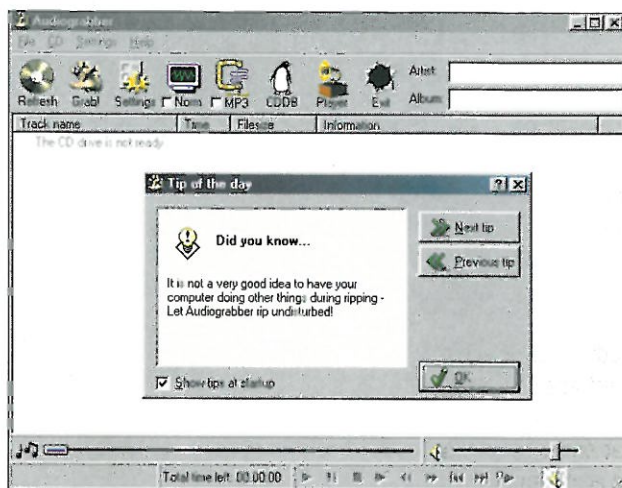 Audiograbber
File CD Settings Help
Refresh Grab! Settings Norm MP3 CDDB Player Exit
Artist:
Album:
Track name Time Filesize Information
The CD drive is not ready
Tip of the day
Did you know...
It is not a very good idea to have your
computer doing other things during ripping -
Let Audiograbber rip undisturbed!
Next tip
Previous tip
Show tips at startup
OK
Total time left: 00:00:00